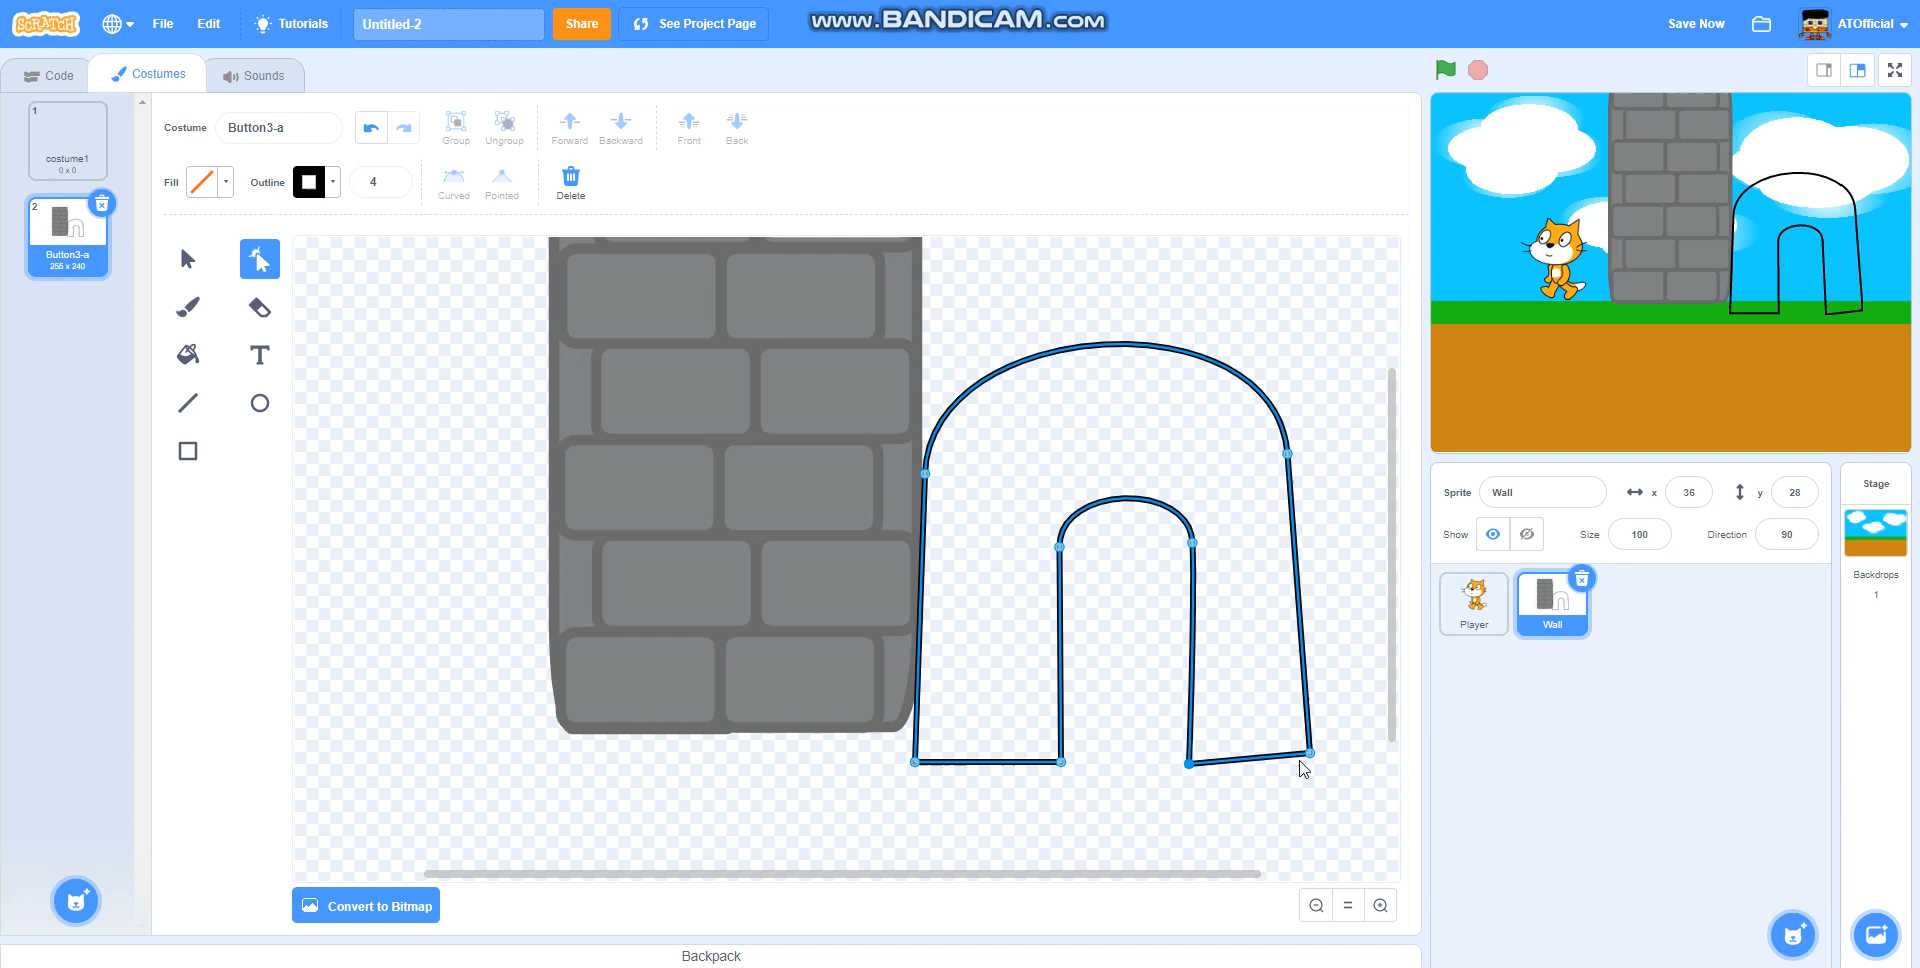 SCRATCH File Edit Tutorials Untitled-2 Share See Project Page www.BANDICAM.com Save Now ATOfficial
Code Costumes Sounds
1
costume1
0 x 0
2
Button3-a
255 x 240
Costume Button3-a Group Ungroup Forward Backward Front Back
Fill Outline 4 Curved Pointed Delete
T
Convert to Bitmap
=
Backpack
Sprite Wall x 36 y 28
Show Size 100 Direction 90
Player Wall
Stage
Backdrops
1